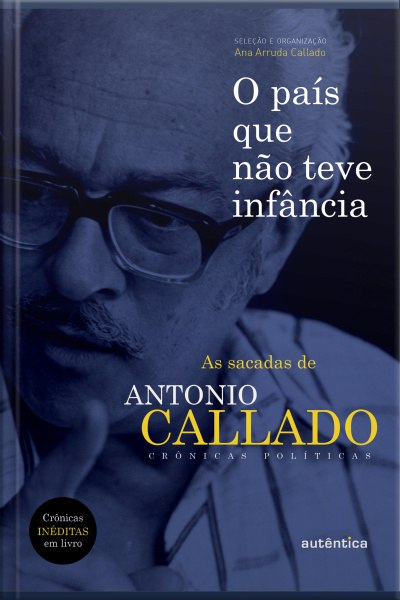 SELEÇÃO E ORGANIZAÇÃO
Ana Arruda Callado
O país
que
não teve
infância
As sacadas de
ANTONIO
CALLADO
CRÔNICAS POLÍTICAS
Crônicas
INÉDITAS
em livro
autêntica